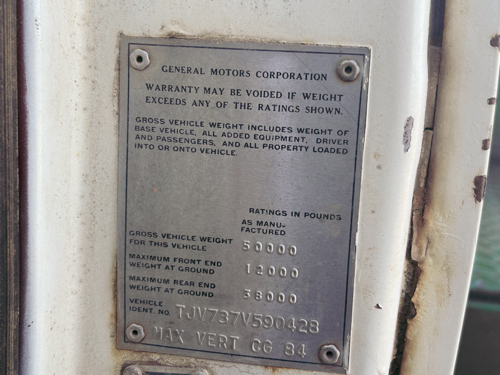 GENERAL MOTORS CORPORATION
WARRANTY MAY BE VOIDED IF WEIGHT
EXCEEDS ANY OF THE RATINGS SHOWN.
GROSS VEHICLE WEIGHT INCLUDES WEIGHT OF
BASE VEHICLE, ALL ADDED EQUIPMENT, DRIVER
AND PASSENGERS, AND ALL PROPERTY LOADED
INTO OR ONTO VEHICLE.
RATINGS IN POUNDS
AS MANU-
FACTURED
GROSS VEHICLE WEIGHT
FOR THIS VEHICLE 50000
MAXIMUM FRONT END
WEIGHT AT GROUND 12000
MAXIMUM REAR END
WEIGHT AT GROUND 38000
VEHICLE
IDENT. NO. TJV737V590428
MAX VERT CG 84